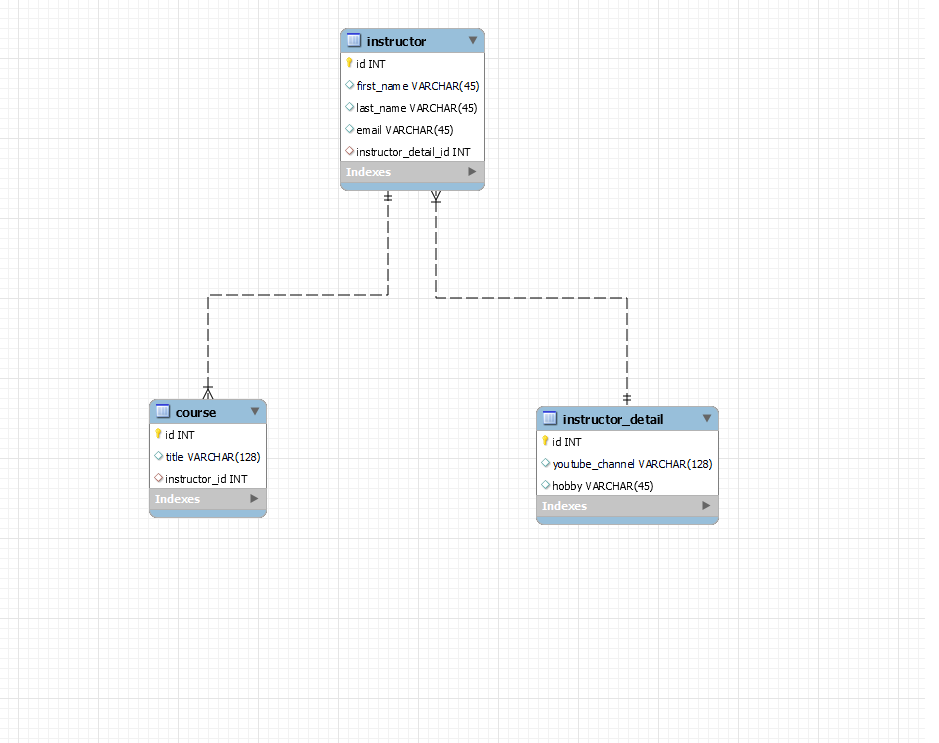 instructor
id INT
first_name VARCHAR(45)
last_name VARCHAR(45)
email VARCHAR(45)
instructor_detail_id INT
Indexes
course
id INT
title VARCHAR(128)
instructor_id INT
Indexes
instructor_detail
id INT
youtube_channel VARCHAR(128)
hobby VARCHAR(45)
Indexes